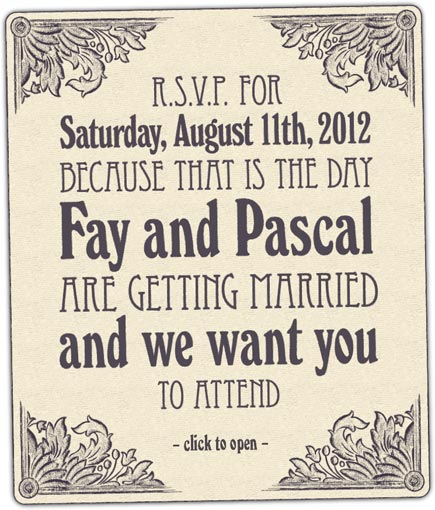 R.S.V.P. FOR
Saturday, August 11th, 2012
BECAUSE THAT IS THE DAY
Fay and Pascal
ARE GETTING MARRIED
and we want you
TO ATTEND
– click to open –